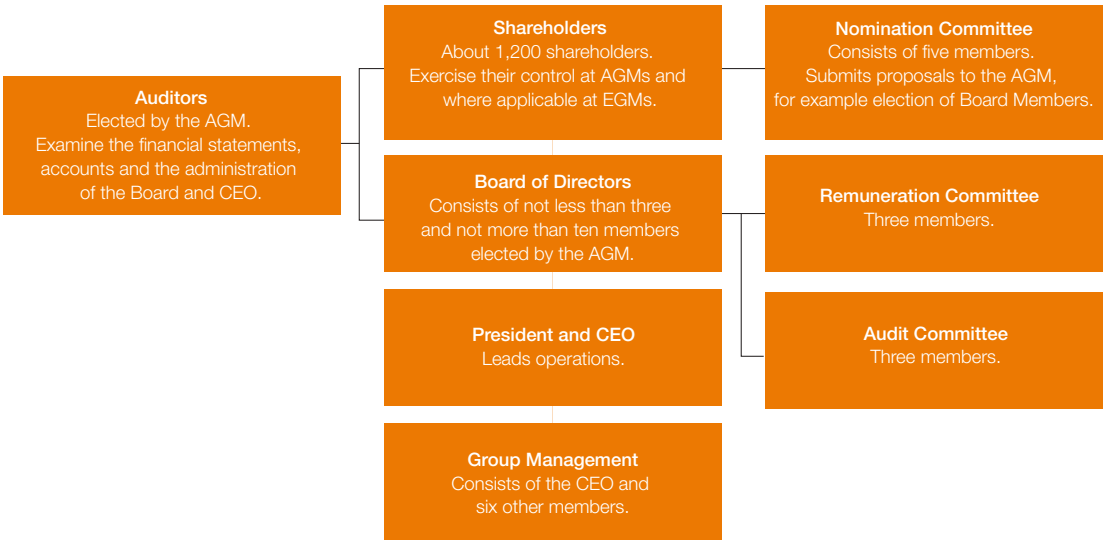 Auditors
Elected by the AGM.
Examine the financial statements,
accounts and the administration
of the Board and CEO.
Shareholders
About 1,200 shareholders.
Exercise their control at AGMs and
where applicable at EGMs.
Board of Directors
Consists of not less than three
and not more than ten members
elected by the AGM.
President and CEO
Leads operations.
Group Management
Consists of the CEO and
six other members.
Nomination Committee
Consists of five members.
Submits proposals to the AGM,
for example election of Board Members.
Remuneration Committee
Three members.
Audit Committee
Three members.